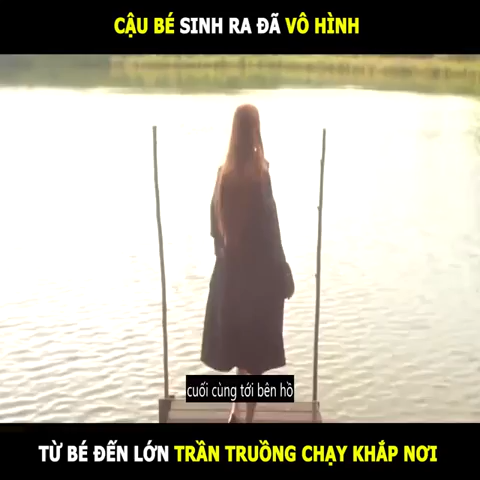 CẬU BÉ SINH RA ĐÃ VÔ HÌNH
cuối cùng tới bên hồ
TỪ BÉ ĐẾN LỚN TRẦN TRUỒNG CHẠY KHẮP NƠI